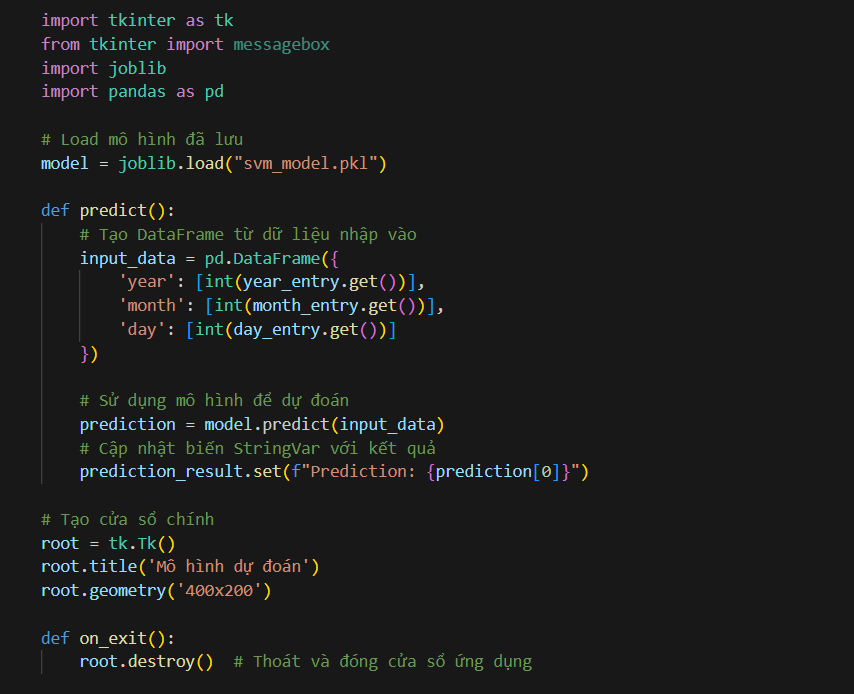 import tkinter as tk
from tkinter import messagebox
import joblib
import pandas as pd
# Load mô hình đã lưu
model = joblib.load("svm_model.pkl")
def predict():
    # Tạo DataFrame từ dữ liệu nhập vào
    input_data = pd.DataFrame({
        'year': [int(year_entry.get())],
        'month': [int(month_entry.get())],
        'day': [int(day_entry.get())]
    })
    # Sử dụng mô hình để dự đoán
    prediction = model.predict(input_data)
    # Cập nhật biến StringVar với kết quả
    prediction_result.set(f"Prediction: {prediction[0]}")
# Tạo cửa sổ chính
root = tk.Tk()
root.title('Mô hình dự đoán')
root.geometry('400x200')
def on_exit():
    root.destroy()  # Thoát và đóng cửa sổ ứng dụng